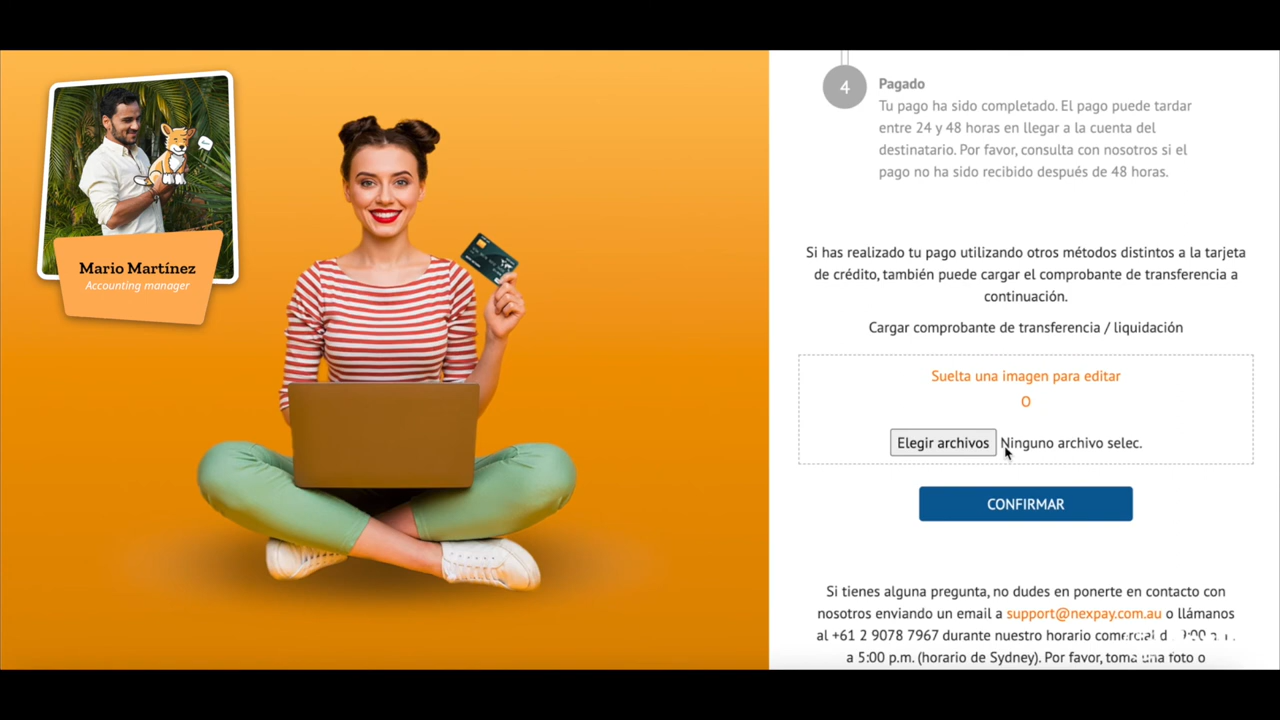 Mario Martínez
Accounting manager
4
Pagado
Tu pago ha sido completado. El pago puede tardar
entre 24 y 48 horas en llegar a la cuenta del
destinatario. Por favor, consulta con nosotros si el
pago no ha sido recibido después de 48 horas.
Si has realizado tu pago utilizando otros métodos distintos a la tarjeta
de crédito, también puede cargar el comprobante de transferencia a
continuación.
Cargar comprobante de transferencia / liquidación
Suelta una imagen para editar
O
Elegir archivos Ninguno archivo selec.
CONFIRMAR
Si tienes alguna pregunta, no dudes en ponerte en contacto con
nosotros enviando un email a support@nexpay.com.au o llámanos
al +61 2 9078 7967 durante nuestro horario comercial
a 5:00 p.m. (horario de Sydney). Por favor, toma una foto o